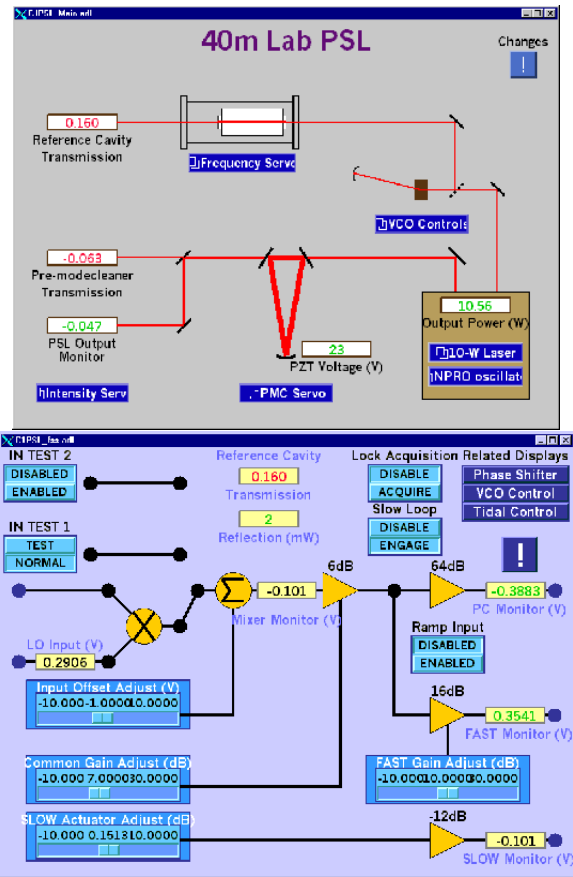 C1PSL_Main.adl
40m Lab PSL
Changes
!
0.160
Reference Cavity
Transmission
Frequency Servo
VCO Controls
-0.063
Pre-modecleaner
Transmission
-0.047
PSL Output
Monitor
23
PZT Voltage (V)
10.56
Output Power (W)
10-W Laser
NPRO oscillat
Intensity Serv
PMC Servo
C1PSL_fss.adl
IN TEST 2
DISABLED
ENABLED
Reference Cavity
0.160
Transmission
2
Reflection (mW)
Lock Acquisition
DISABLE
ACQUIRE
Slow Loop
DISABLE
ENGAGE
Related Displays
Phase Shifter
VCO Control
Tidal Control
!
IN TEST 1
TEST
NORMAL
Σ
-0.101
Mixer Monitor (V)
6dB
64dB
-0.3883
PC Monitor (V)
LO Input (V)
0.2906
Ramp Input
DISABLED
ENABLED
Input Offset Adjust (V)
-10.000 -1.0000 10.0000
16dB
0.3541
FAST Monitor (V)
Common Gain Adjust (dB)
-10.000 7.0000 30.0000
FAST Gain Adjust (dB)
-10.000 10.0000 30.0000
SLOW Actuator Adjust (dB)
-10.000 0.1513 10.0000
-12dB
-0.101
SLOW Monitor (V)